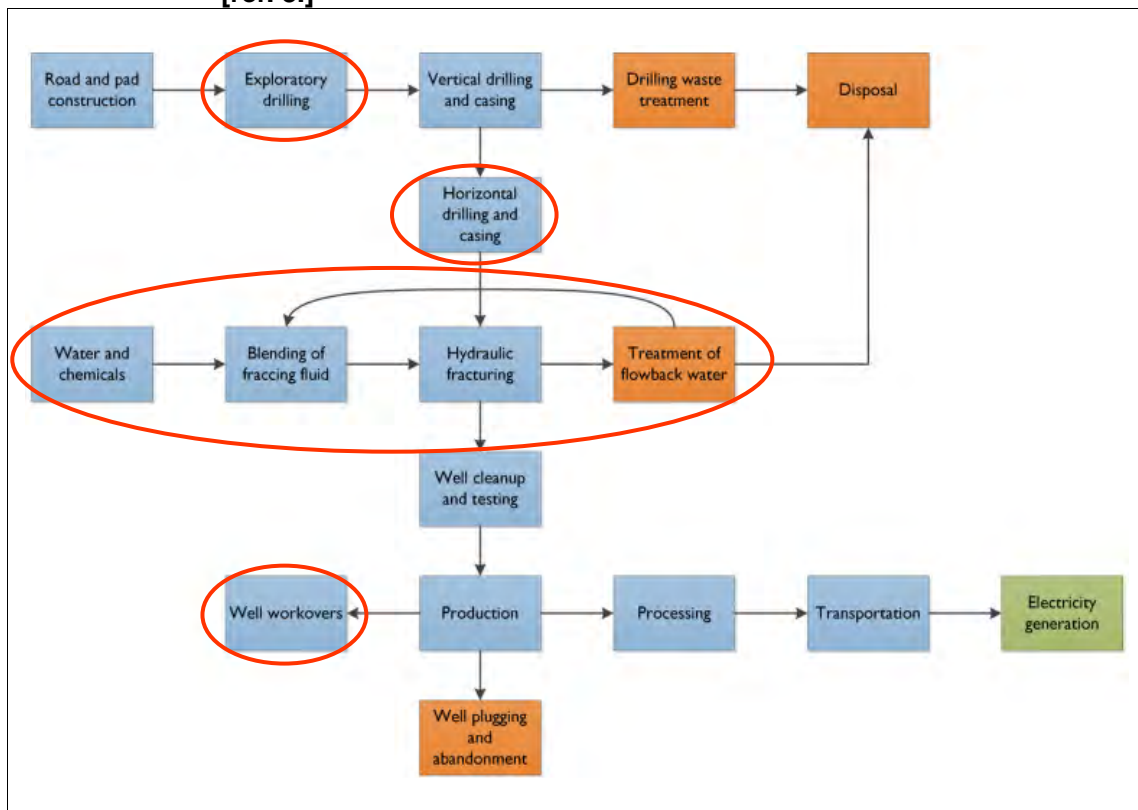 Road and pad
construction
Exploratory
drilling
Vertical drilling
and casing
Drilling waste
treatment
Disposal
Horizontal
drilling and
casing
Water and
chemicals
Blending of
fraccing fluid
Hydraulic
fracturing
Treatment of
flowback water
Well cleanup
and testing
Well workovers
Production
Processing
Transportation
Electricity
generation
Well plugging
and
abandonment